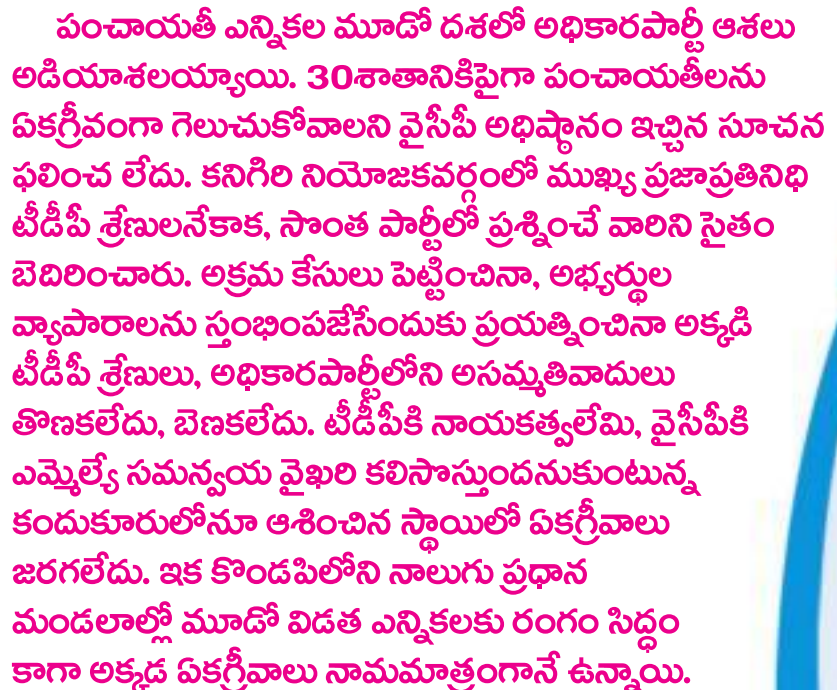 పంచాయతీ ఎన్నికల మూడో దశలో అధికారపార్టీ ఆశలు
అడియాశలయ్యాయి. 30శాతానికిపైగా పంచాయతీలను
ఏకగ్రీవంగా గెలుచుకోవాలని వైసీపీ అధిష్ఠానం ఇచ్చిన సూచన
ఫలించ లేదు. కనిగిరి నియోజకవర్గంలో ముఖ్య ప్రజాప్రతినిధి
టీడీపీ శ్రేణులనేకాక, సొంత పార్టీలో ప్రశ్నించే వారిని సైతం
బెదిరించారు. అక్రమ కేసులు పెట్టించినా, అభ్యర్థుల
వ్యాపారాలను స్తంభింపజేసేందుకు ప్రయత్నించినా అక్కడి
టీడీపీ శ్రేణులు, అధికారపార్టీలోని అసమ్మతివాదులు
తొణకలేదు, బెణకలేదు. టీడీపీకి నాయకత్వలేమి, వైసీపీకి
ఎమ్మెల్యే సమన్వయ వైఖరి కలిసొస్తుందనుకుంటున్న
కందుకూరులోనూ ఆశించిన స్థాయిలో ఏకగ్రీవాలు
జరగలేదు. ఇక కొండపిలోని నాలుగు ప్రధాన
మండలాల్లో మూడో విడత ఎన్నికలకు రంగం సిద్ధం
కాగా అక్కడ ఏకగ్రీవాలు నామమాత్రంగానే ఉన్నాయి.